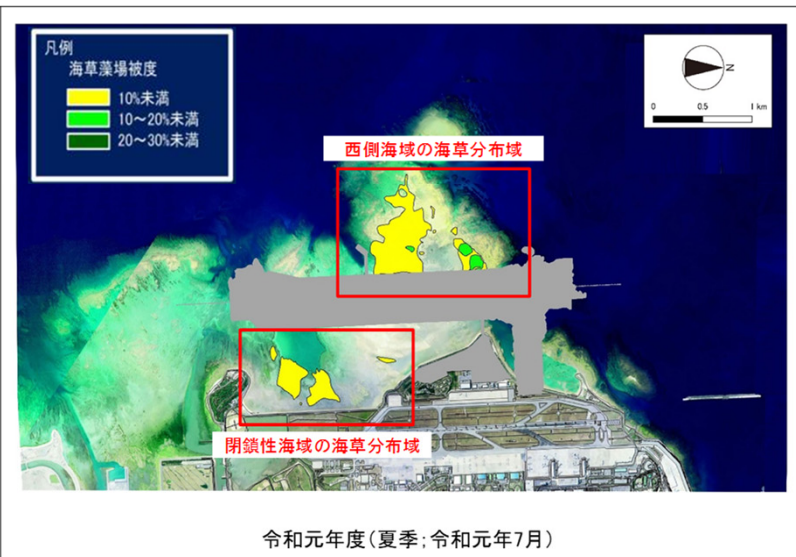 凡例
海草藻場被度
10%未満
10～20%未満
20～30%未満
N
0 0.5 1 km
西側海域の海草分布域
閉鎖性海域の海草分布域
令和元年度(夏季;令和元年7月)